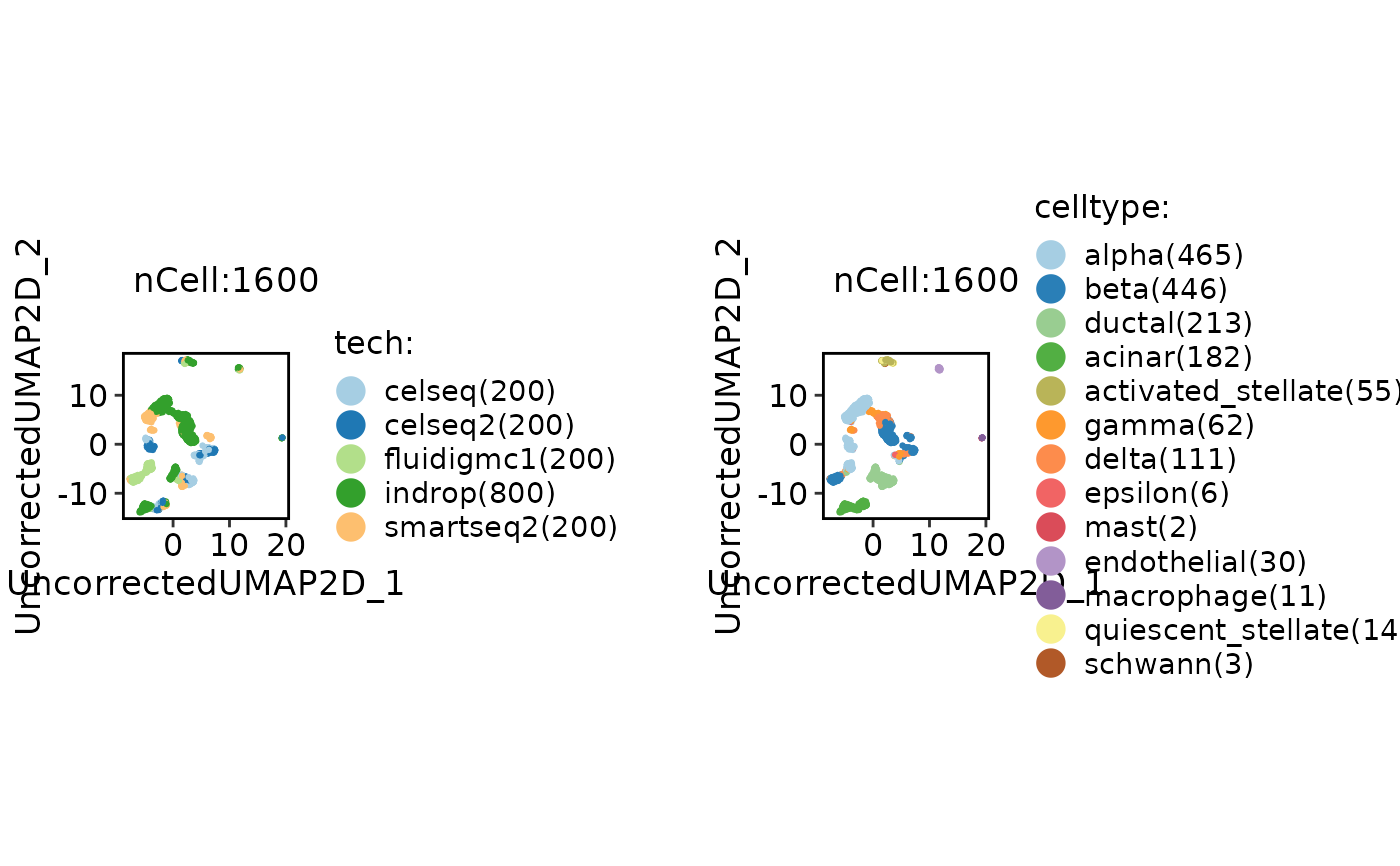 UncorrectedUMAP2D_2
nCell:1600
10
0
-10
0 10 20
UncorrectedUMAP2D_1
tech:
celseq(200)
celseq2(200)
fluidigmc1(200)
indrop(800)
smartseq2(200)
UncorrectedUMAP2D_2
nCell:1600
10
0
-10
0 10 20
UncorrectedUMAP2D_1
celltype:
alpha(465)
beta(446)
ductal(213)
acinar(182)
activated_stellate(55)
gamma(62)
delta(111)
epsilon(6)
mast(2)
endothelial(30)
macrophage(11)
quiescent_stellate(14
schwann(3)